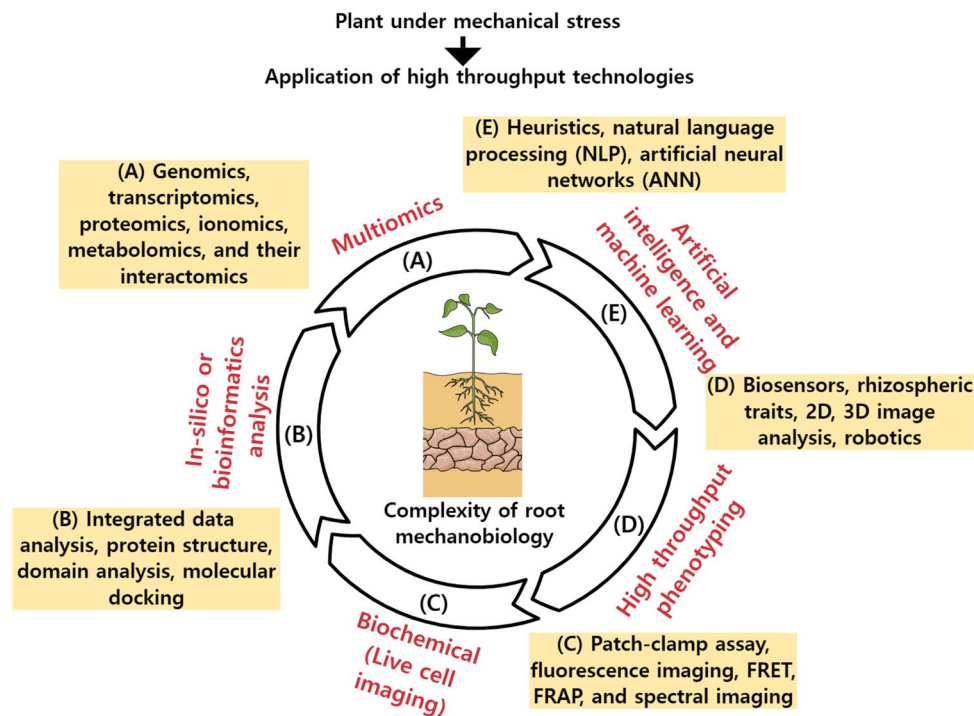 Plant under mechanical stress
Application of high throughput technologies
(E) Heuristics, natural language
processing (NLP), artificial neural
networks (ANN)
(A) Genomics,
transcriptomics,
proteomics, ionomics,
metabolomics, and their
interactomics
Multiomics
(A)
Artificial
intelligence and
machine learning
(E)
(D) Biosensors, rhizospheric
traits, 2D, 3D image
analysis, robotics
In-silico or
bioinformatics
analysis
(B)
Complexity of root
mechanobiology
(D)
High throughput
phenotyping
(B) Integrated data
analysis, protein structure,
domain analysis, molecular
docking
(C)
Biochemical
(Live cell
imaging)
(C) Patch-clamp assay,
fluorescence imaging, FRET,
FRAP, and spectral imaging